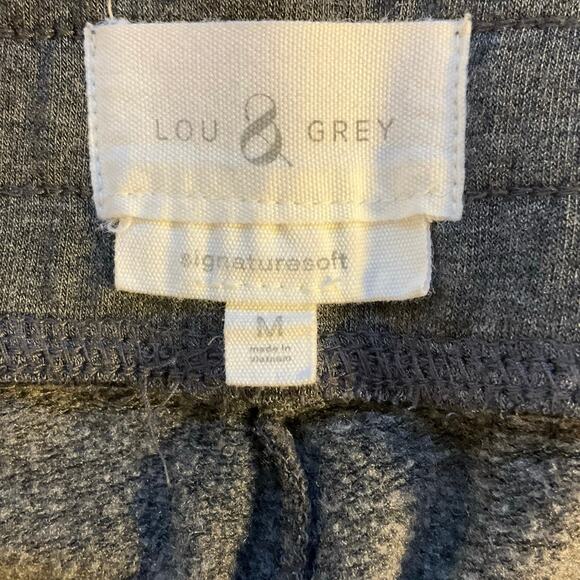 LOU & GREY
signaturesoft
M
made in
Vietnam